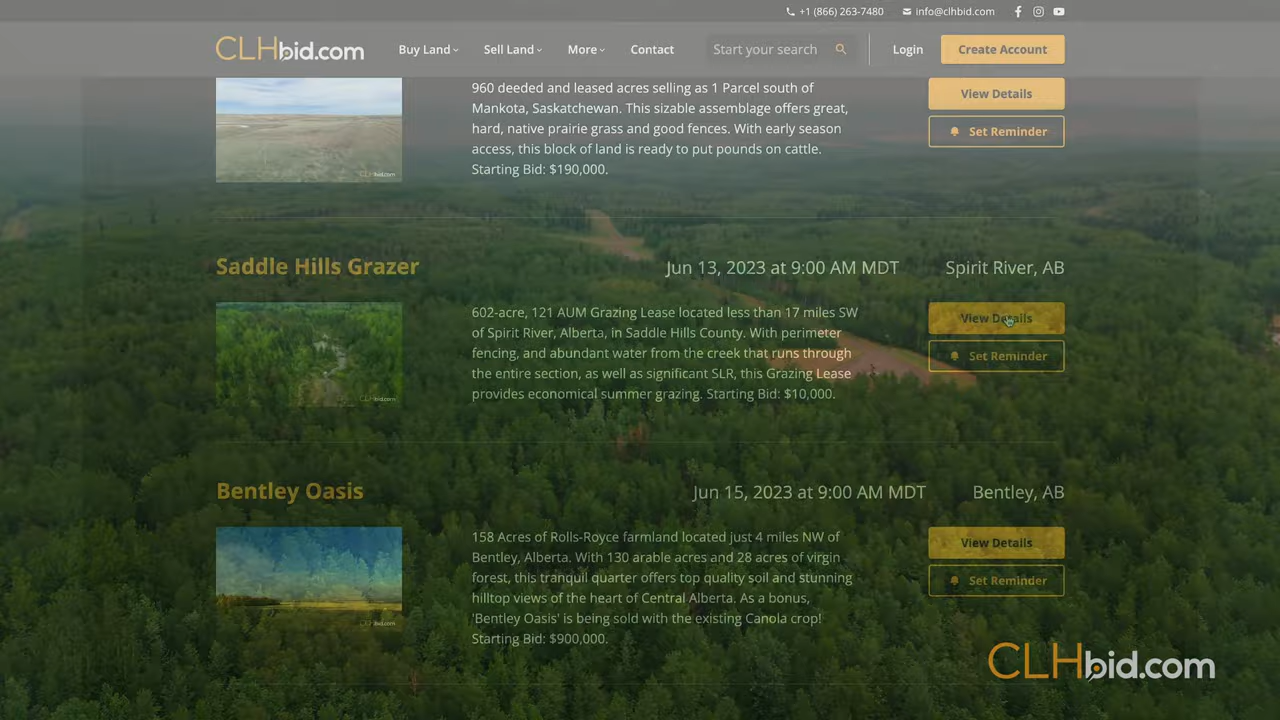 +1 (866) 263-7480 info@clhbid.com
CLHbid.com Buy Land Sell Land More Contact Start your search Login Create Account
960 deeded and leased acres selling as 1 Parcel south of
Mankota, Saskatchewan. This sizable assemblage offers great,
hard, native prairie grass and good fences. With early season
access, this block of land is ready to put pounds on cattle.
Starting Bid: $190,000.
View Details
Set Reminder
CLHbid.com
Saddle Hills Grazer Jun 13, 2023 at 9:00 AM MDT Spirit River, AB
602-acre, 121 AUM Grazing Lease located less than 17 miles SW
of Spirit River, Alberta, in Saddle Hills County. With perimeter
fencing, and abundant water from the creek that runs through
the entire section, as well as significant SLR, this Grazing Lease
provides economical summer grazing. Starting Bid: $10,000.
View Details
Set Reminder
CLHbid.com
Bentley Oasis Jun 15, 2023 at 9:00 AM MDT Bentley, AB
158 Acres of Rolls-Royce farmland located just 4 miles NW of
Bentley, Alberta. With 130 arable acres and 28 acres of virgin
forest, this tranquil quarter offers top quality soil and stunning
hilltop views of the heart of Central Alberta. As a bonus,
'Bentley Oasis' is being sold with the existing Canola crop!
Starting Bid: $900,000.
View Details
Set Reminder
CLHbid.com
CLHbid.com